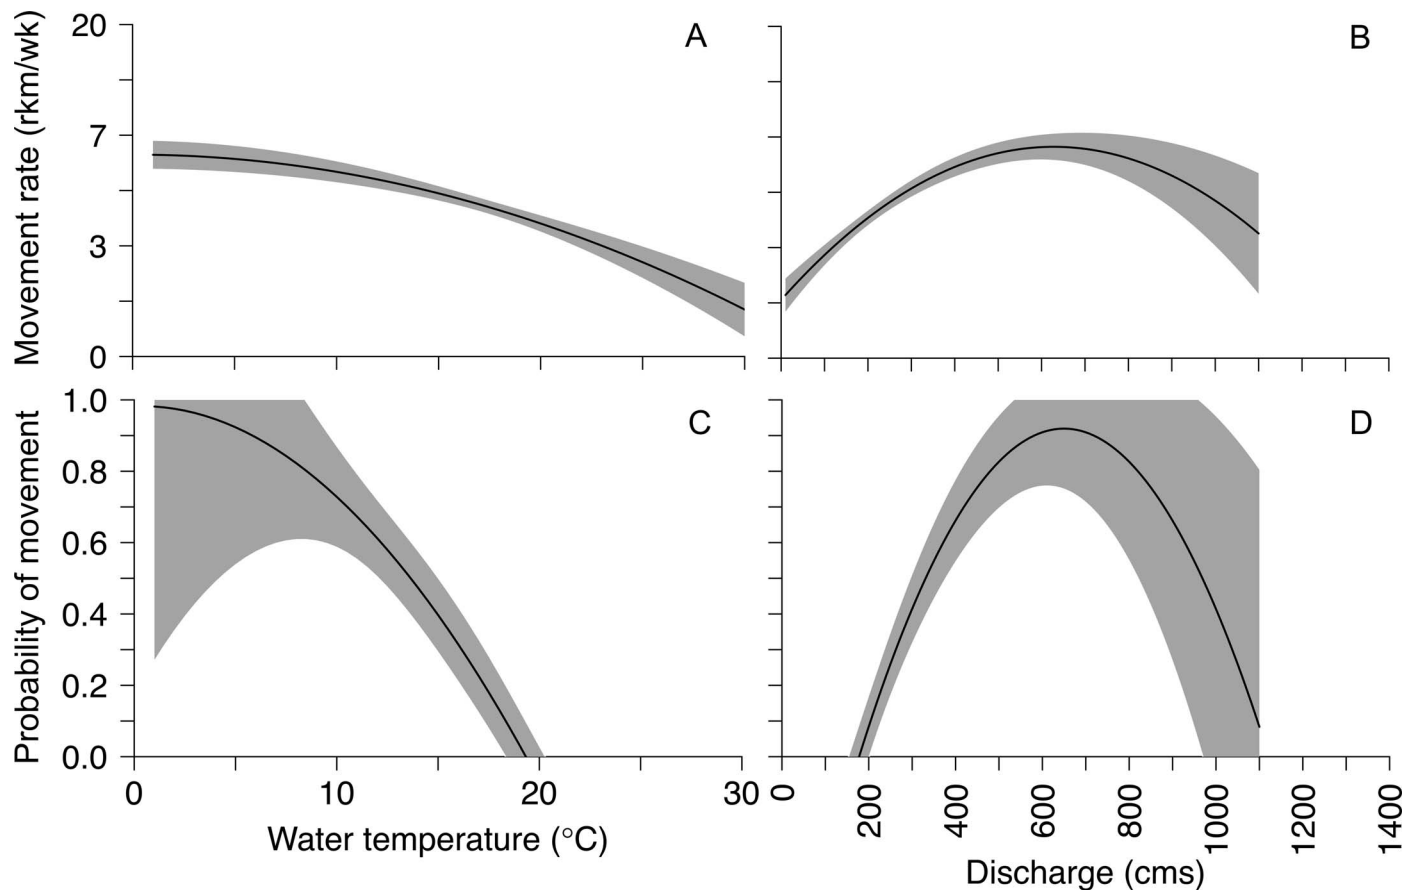 A
B
Movement rate (rkm/wk)
20
7
3
0
C
D
Probability of movement
1.0
0.8
0.6
0.4
0.2
0.0
0 10 20 30
Water temperature (°C)
0 200 400 600 800 1000 1200 1400
Discharge (cms)